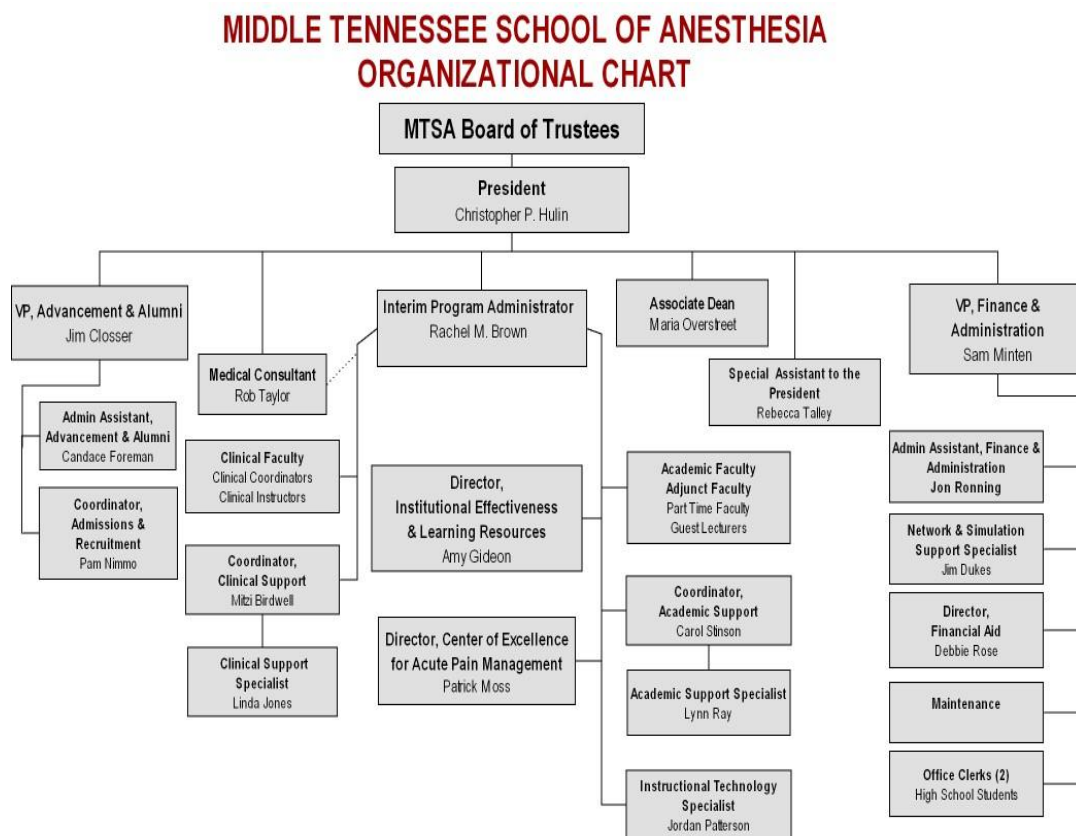 MIDDLE TENNESSEE SCHOOL OF ANESTHESIA
ORGANIZATIONAL CHART
MTSA Board of Trustees
President
Christopher P. Hulin
VP, Advancement & Alumni
Jim Closser
Medical Consultant
Rob Taylor
Interim Program Administrator
Rachel M. Brown
Associate Dean
Maria Overstreet
Special Assistant to the
President
Rebecca Talley
VP, Finance &
Administration
Sam Minten
Admin Assistant,
Advancement & Alumni
Candace Foreman
Coordinator,
Admissions &
Recruitment
Pam Nimmo
Clinical Faculty
Clinical Coordinators
Clinical Instructors
Coordinator,
Clinical Support
Mitzi Birdwell
Clinical Support
Specialist
Linda Jones
Director,
Institutional Effectiveness
& Learning Resources
Amy Gideon
Director, Center of Excellence
for Acute Pain Management
Patrick Moss
Academic Faculty
Adjunct Faculty
Part Time Faculty
Guest Lecturers
Coordinator,
Academic Support
Carol Stinson
Academic Support Specialist
Lynn Ray
Instructional Technology
Specialist
Jordan Patterson
Admin Assistant, Finance &
Administration
Jon Ronning
Network & Simulation
Support Specialist
Jim Dukes
Director,
Financial Aid
Debbie Rose
Maintenance
Office Clerks (2)
High School Students